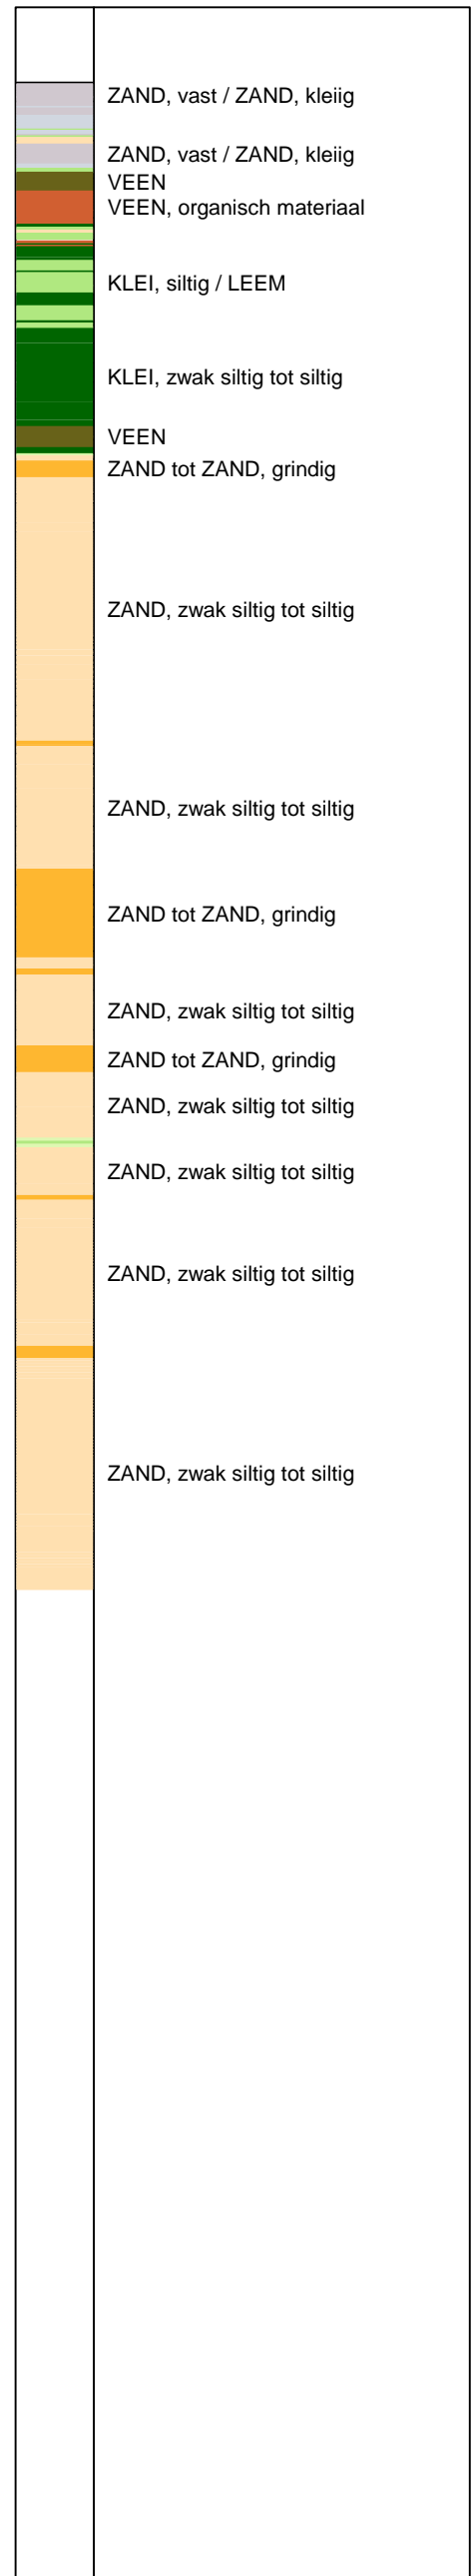 ZAND, vast / ZAND, kleiig
ZAND, vast / ZAND, kleiig
VEEN
VEEN, organisch materiaal
KLEI, siltig / LEEM
KLEI, zwak siltig tot siltig
VEEN
ZAND tot ZAND, grindig
ZAND, zwak siltig tot siltig
ZAND, zwak siltig tot siltig
ZAND tot ZAND, grindig
ZAND, zwak siltig tot siltig
ZAND tot ZAND, grindig
ZAND, zwak siltig tot siltig
ZAND, zwak siltig tot siltig
ZAND, zwak siltig tot siltig
ZAND, zwak siltig tot siltig